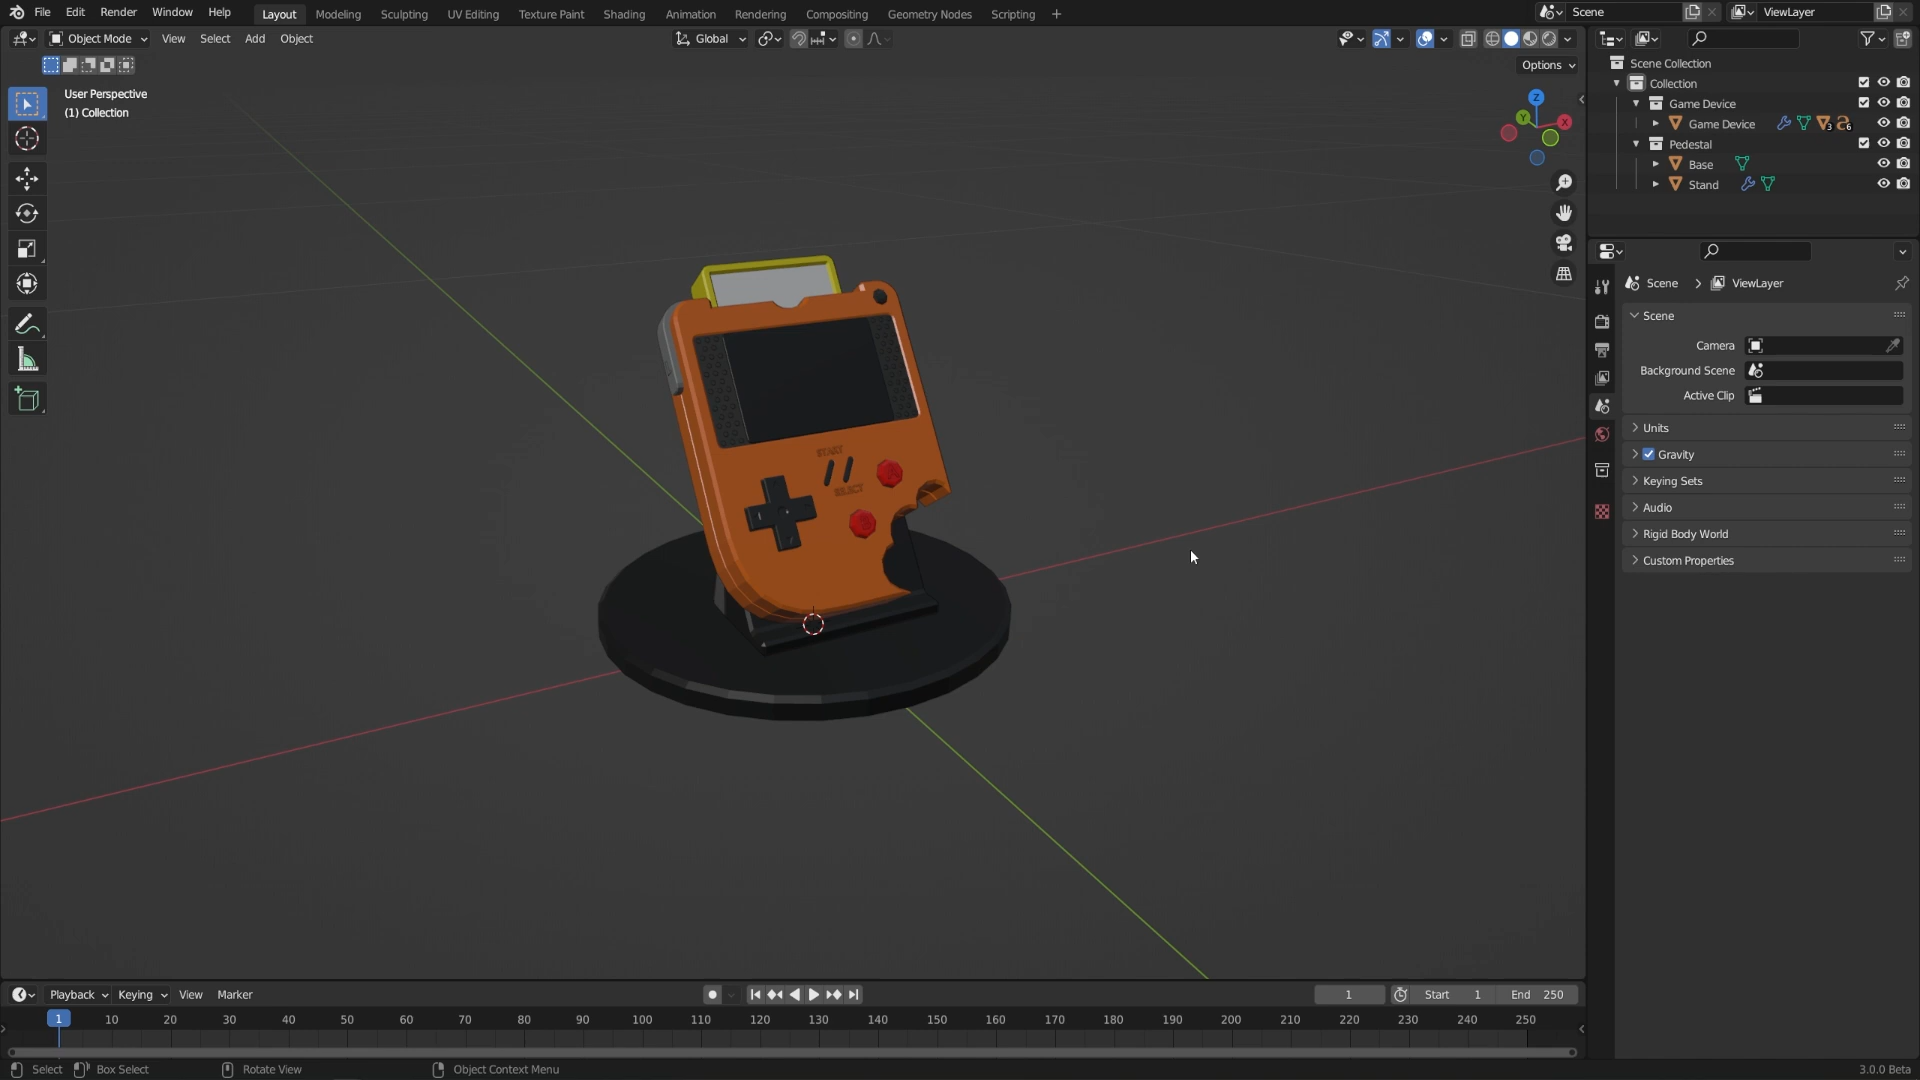 File Edit Render Window Help Layout Modeling Sculpting UV Editing Texture Paint Shading Animation Rendering Compositing Geometry Nodes Scripting + Scene ViewLayer
Object Mode View Select Add Object Global
Options
User Perspective
(1) Collection
Z
Y
X
START
SELECT
A
B
Scene Collection
Collection
Game Device
Game Device 3 6
Pedestal
Base
Stand
Scene > ViewLayer
Scene
Camera
Background Scene
Active Clip
Units
Gravity
Keying Sets
Audio
Rigid Body World
Custom Properties
Playback Keying View Marker 1 Start 1 End 250
1 10 20 30 40 50 60 70 80 90 100 110 120 130 140 150 160 170 180 190 200 210 220 230 240 250
Select Box Select Rotate View Object Context Menu 3.0.0 Beta